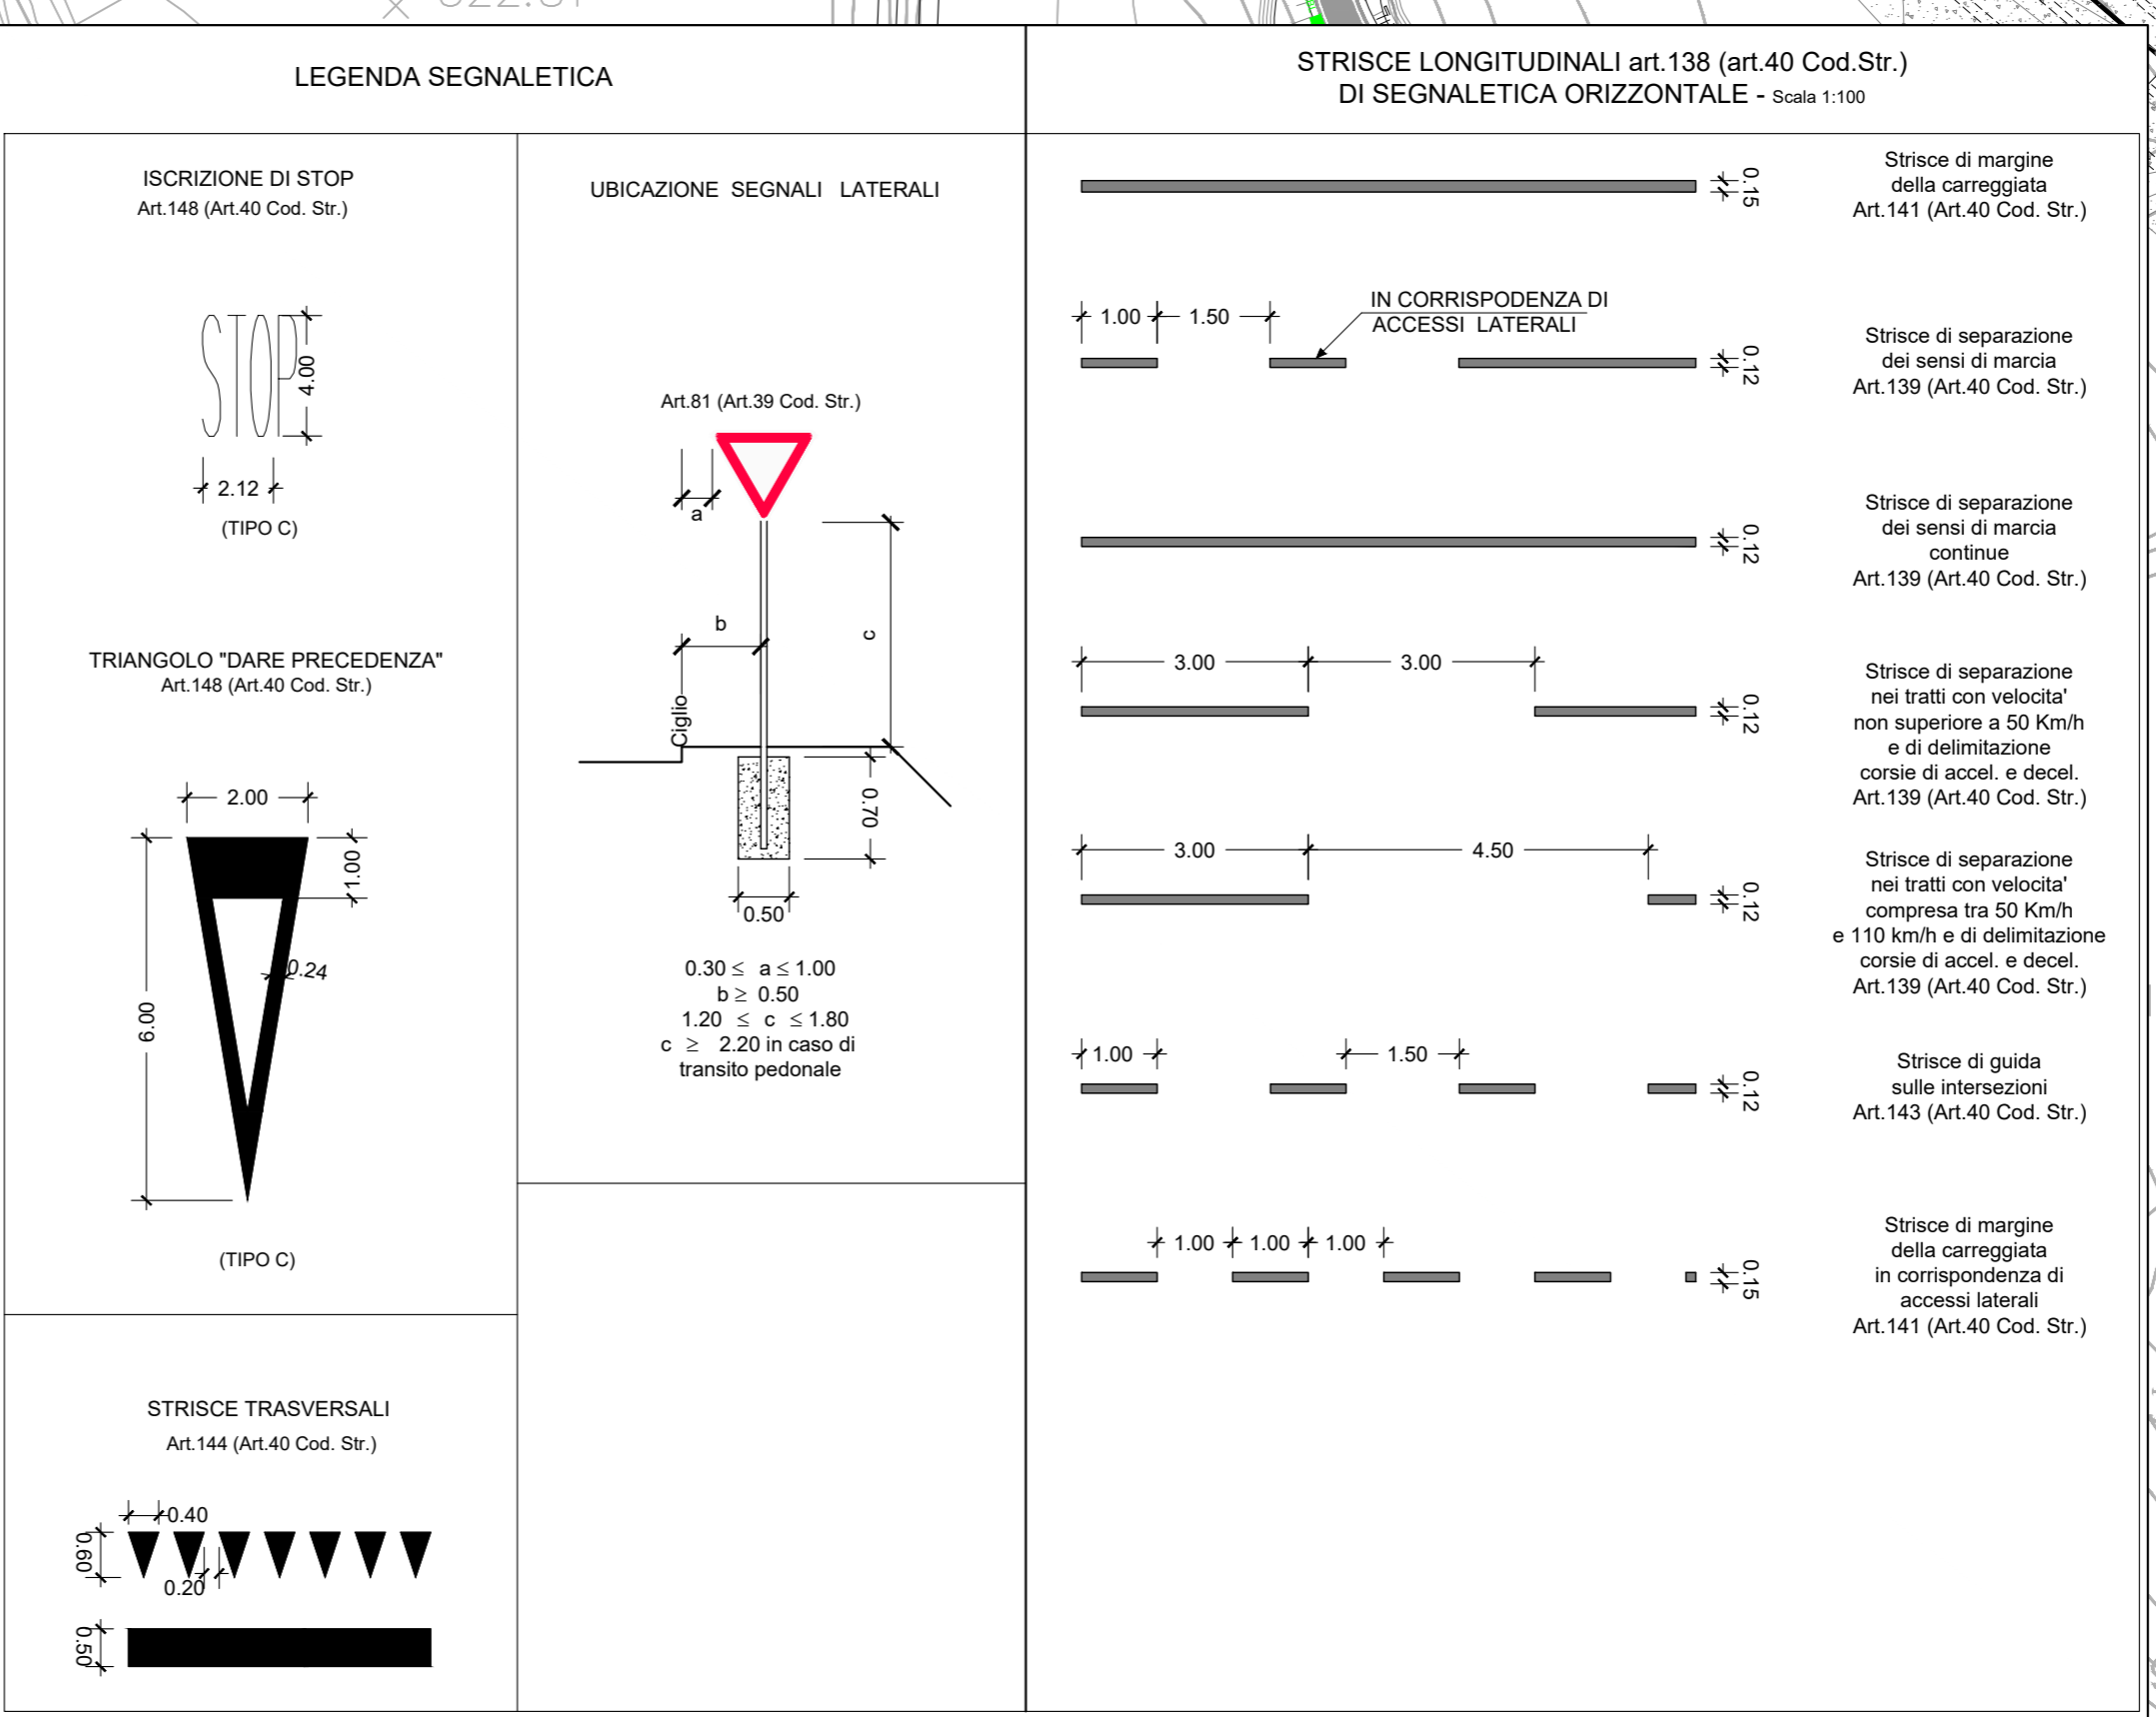 LEGENDA SEGNALETICA
ISCRIZIONE DI STOP
Art.148 (Art.40 Cod. Str.)
STOP
4.00
2.12
(TIPO C)
TRIANGOLO "DARE PRECEDENZA"
Art.148 (Art.40 Cod. Str.)
2.00
1.00
0.24
6.00
(TIPO C)
STRISCE TRASVERSALI
Art.144 (Art.40 Cod. Str.)
0.40
0.60
0.20
0.50
UBICAZIONE SEGNALI LATERALI
Art.81 (Art.39 Cod. Str.)
a
b
c
Ciglio
0.70
0.50
0.30 ≤ a ≤ 1.00
b ≥ 0.50
1.20 ≤ c ≤ 1.80
c ≥ 2.20 in caso di
transito pedonale
STRISCE LONGITUDINALI art.138 (art.40 Cod.Str.)
DI SEGNALETICA ORIZZONTALE - Scala 1:100
0.15
Strisce di margine
della carreggiata
Art.141 (Art.40 Cod. Str.)
1.00 1.50
IN CORRISPODENZA DI
ACCESSI LATERALI
0.12
Strisce di separazione
dei sensi di marcia
Art.139 (Art.40 Cod. Str.)
0.12
Strisce di separazione
dei sensi di marcia
continue
Art.139 (Art.40 Cod. Str.)
3.00 3.00
0.12
Strisce di separazione
nei tratti con velocita'
non superiore a 50 Km/h
e di delimitazione
corsie di accel. e decel.
Art.139 (Art.40 Cod. Str.)
3.00 4.50
0.12
Strisce di separazione
nei tratti con velocita'
compresa tra 50 Km/h
e 110 km/h e di delimitazione
corsie di accel. e decel.
Art.139 (Art.40 Cod. Str.)
1.00 1.50
0.12
Strisce di guida
sulle intersezioni
Art.143 (Art.40 Cod. Str.)
1.00 1.00 1.00
0.15
Strisce di margine
della carreggiata
in corrispondenza di
accessi laterali
Art.141 (Art.40 Cod. Str.)